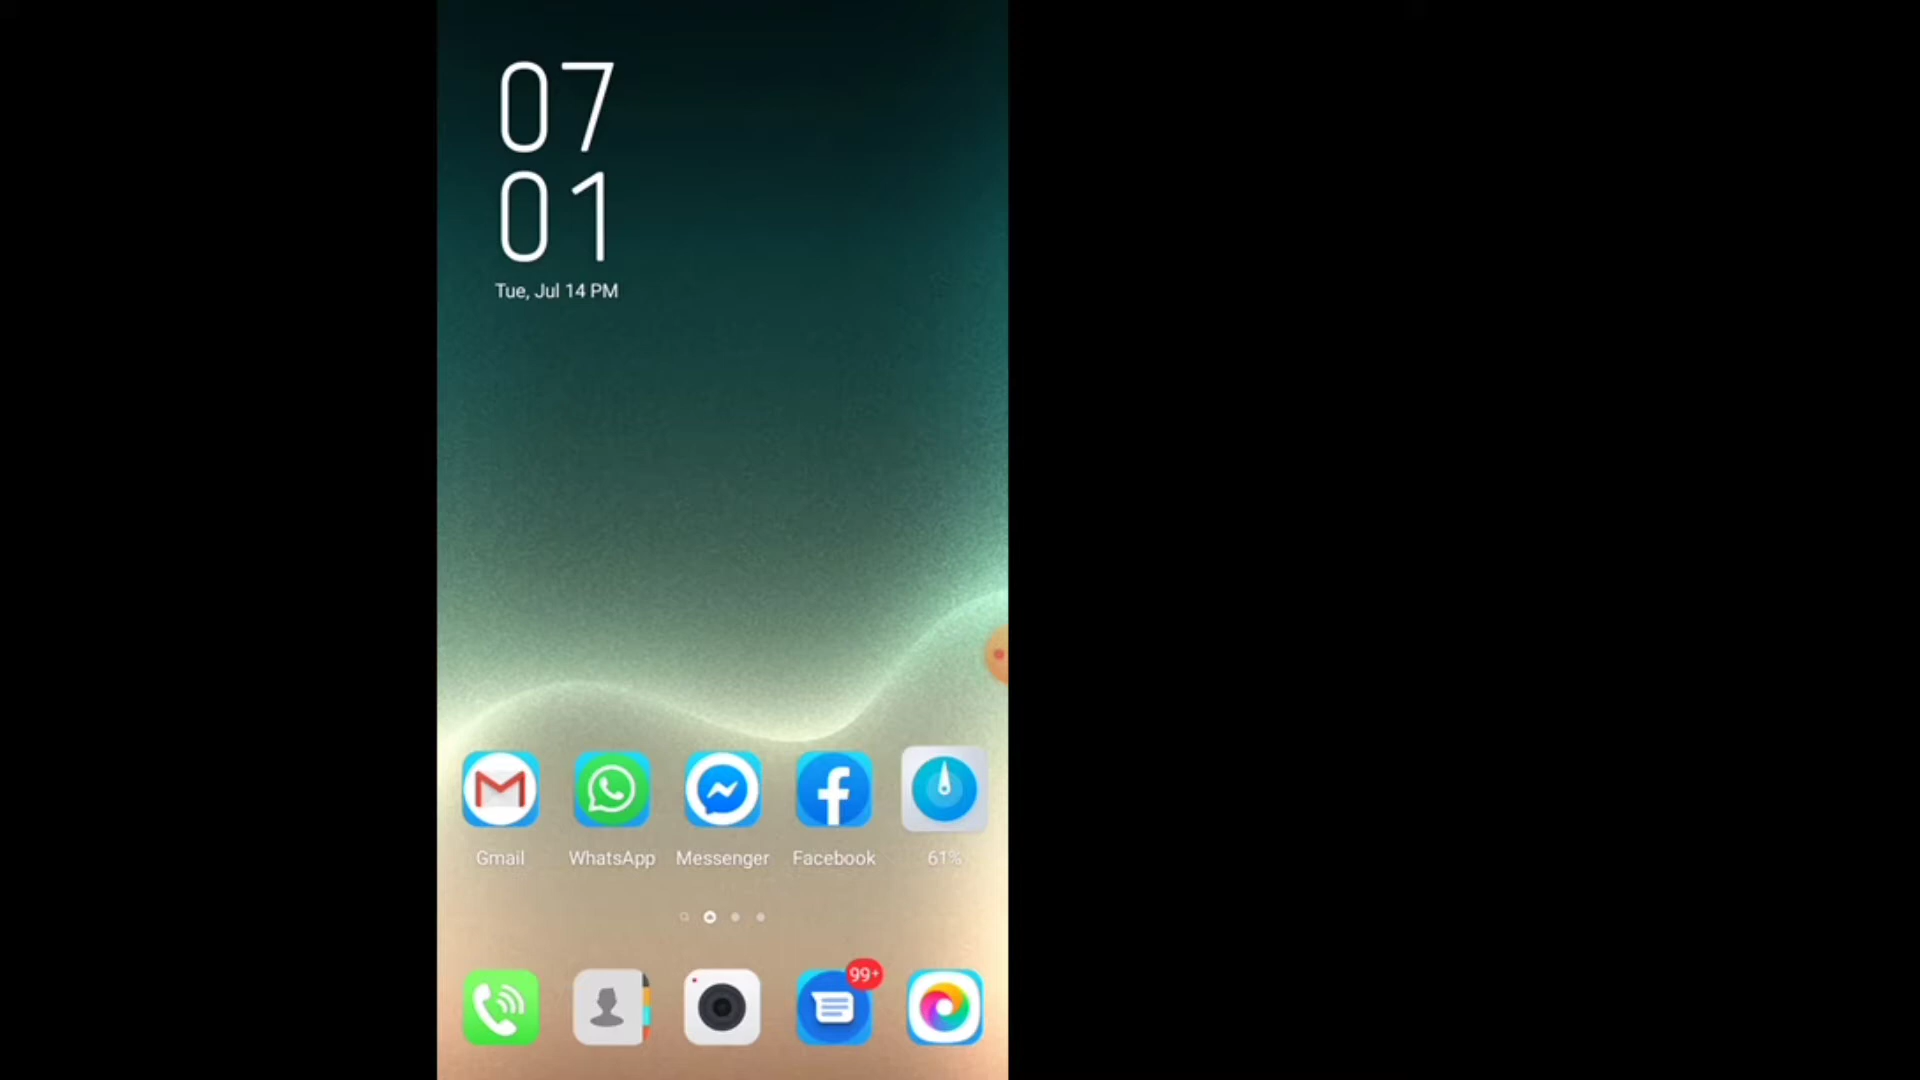 07
01
Tue, Jul 14 PM
Gmail
WhatsApp
Messenger
Facebook
61%
99+